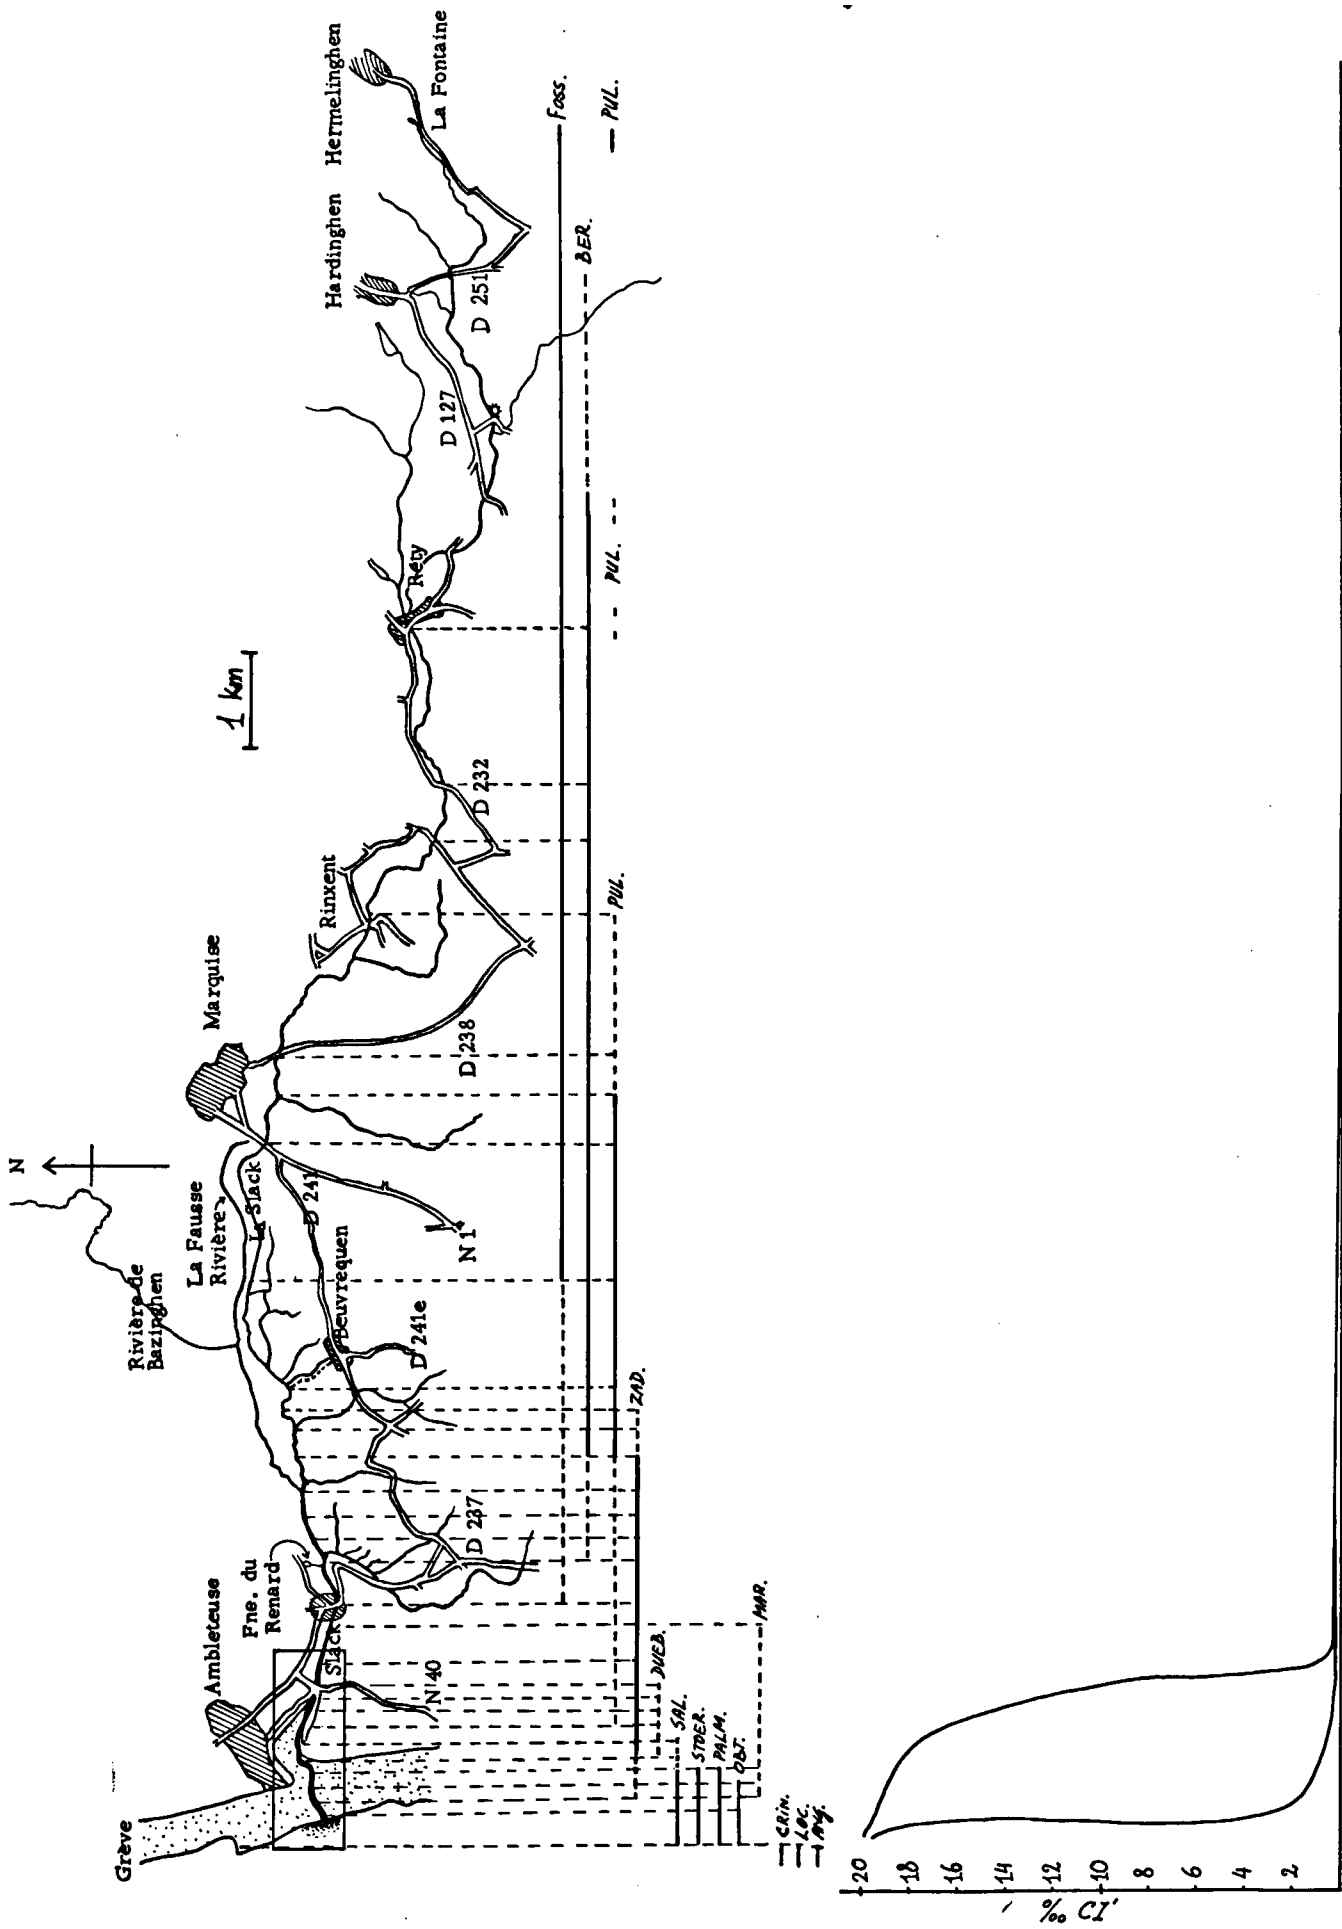 Grève
Ambleteuse
Fne. du
Renard
Slack
N 40
D 237
Rivière de
Bazinghen
La Fausse
Rivière
La Slack
N
Beuvrequen
D 241e
D 241
N 1
Marquise
D 238
Rinxent
D 232
1 km
Réty
D 127
D 251
Hardinghen
Hermelinghen
La Fontaine
Foss.
BER.
PUL.
PUL.
PUL.
ZAD.
MAR.
DUEB.
SAL.
STOER.
PALM.
OBT.
CRIN.
LOC.
Ang.
20
18
16
14
12
10
6
4
2
‰ Cl.